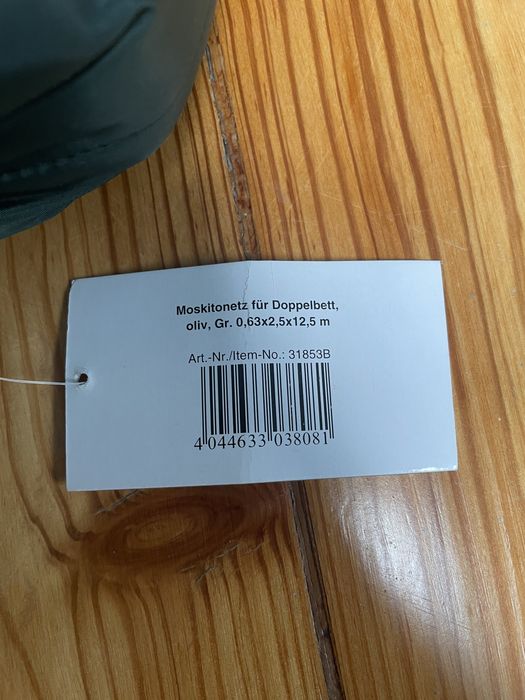 Moskitonetz für Doppelbett,
oliv, Gr. 0,63x2,5x12,5 m
Art.-Nr./Item-No.: 31853B
4 044633 038081